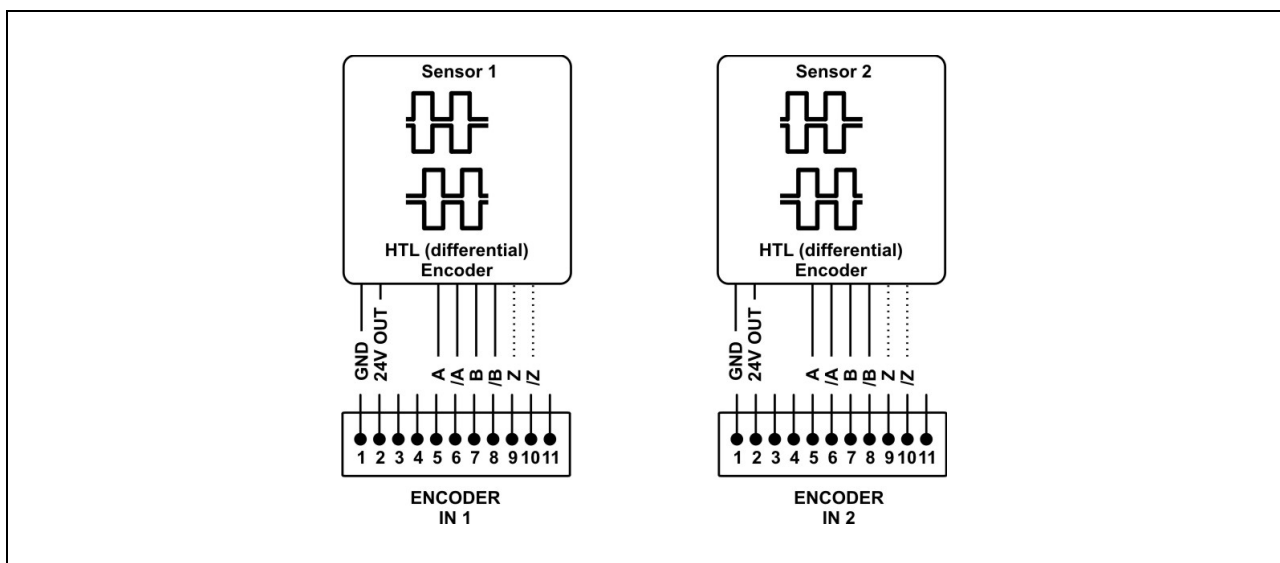 Sensor 1
HTL (differential)
Encoder
GND
24V OUT
A
/A
B
/B
Z
/Z
1 2 3 4 5 6 7 8 9 10 11
ENCODER
IN 1
Sensor 2
HTL (differential)
Encoder
GND
24V OUT
A
/A
B
/B
Z
/Z
1 2 3 4 5 6 7 8 9 10 11
ENCODER
IN 2